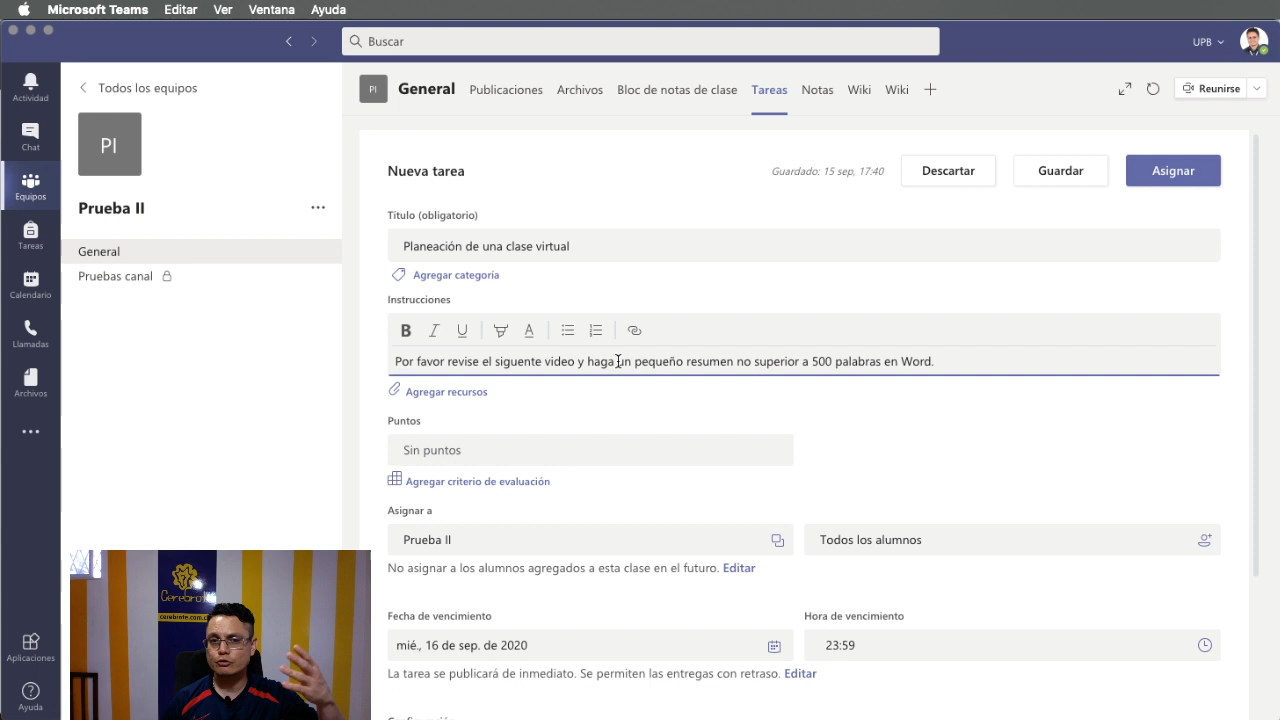 Microsoft Teams Editar Ver Ventana Ayuda
Buscar
UPB
Actividad
Chat
Equipos
Tareas
Calendario
Llamadas
Archivos
Aplicaciones
Ayuda
Todos los equipos
PI
Prueba II
General
Pruebas canal
PI
General Publicaciones Archivos Bloc de notas de clase Tareas Notas Wiki Wiki
Reunirse
Nueva tarea
Guardado: 15 sep, 17:40
Descartar
Guardar
Asignar
Título (obligatorio)
Planeación de una clase virtual
Agregar categoría
Instrucciones
B I U A
Por favor revise el siguente video y haga un pequeño resumen no superior a 500 palabras en Word.
Agregar recursos
Puntos
Sin puntos
Agregar criterio de evaluación
Asignar a
Prueba II
Todos los alumnos
No asignar a los alumnos agregados a esta clase en el futuro. Editar
Fecha de vencimiento
Hora de vencimiento
mié., 16 de sep. de 2020
23:59
La tarea se publicará de inmediato. Se permiten las entregas con retraso. Editar
Cerebrote